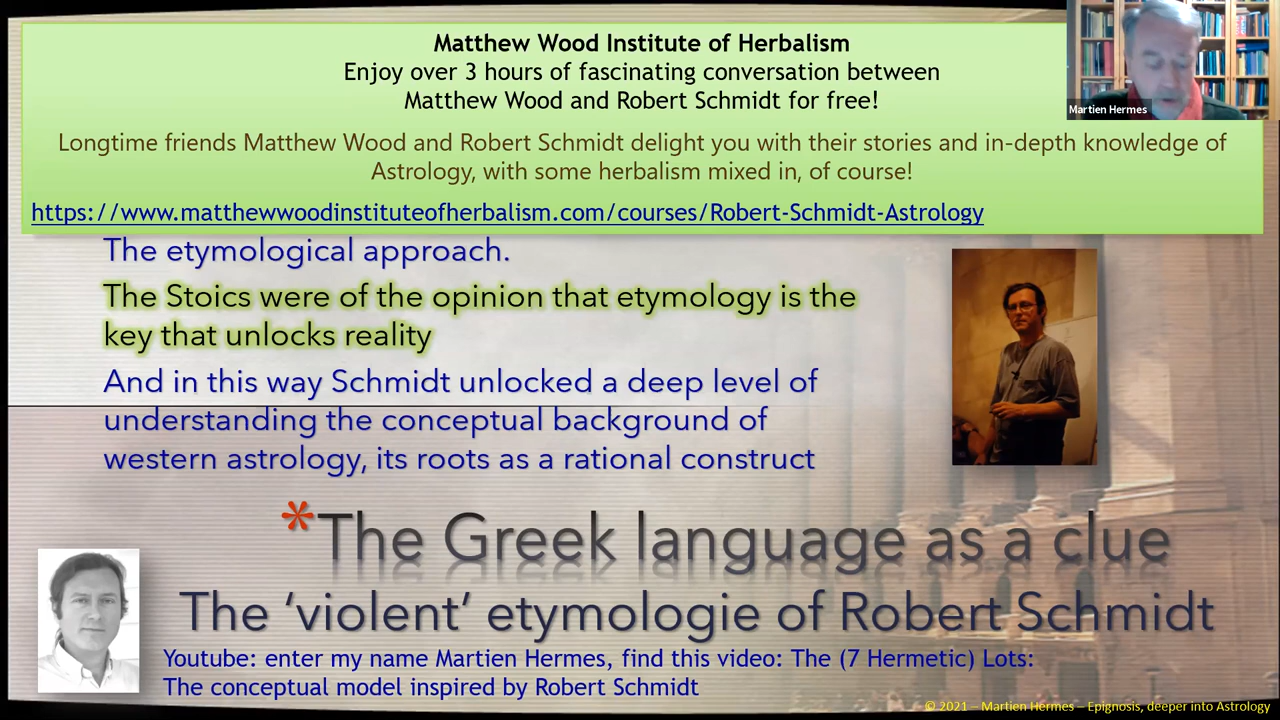 Matthew Wood Institute of Herbalism
Enjoy over 3 hours of fascinating conversation between
Matthew Wood and Robert Schmidt for free!
Martien Hermes
Longtime friends Matthew Wood and Robert Schmidt delight you with their stories and in-depth knowledge of
Astrology, with some herbalism mixed in, of course!
https://www.matthewwoodinstituteofherbalism.com/courses/Robert-Schmidt-Astrology
The etymological approach.
The Stoics were of the opinion that etymology is the
key that unlocks reality
And in this way Schmidt unlocked a deep level of
understanding the conceptual background of
western astrology, its roots as a rational construct
*The Greek language as a clue
The ‘violent’ etymologie of Robert Schmidt
Youtube: enter my name Martien Hermes, find this video: The (7 Hermetic) Lots:
The conceptual model inspired by Robert Schmidt
© 2021 – Martien Hermes – Epignosis, deeper into Astrology